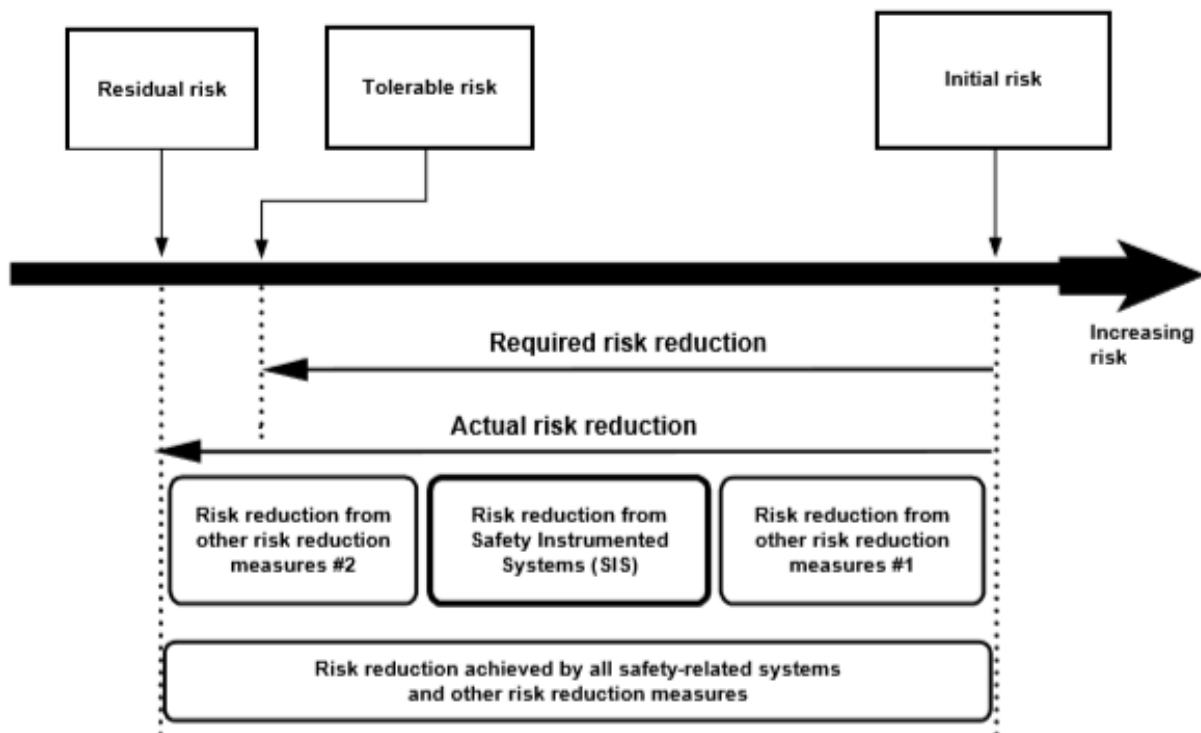 Residual risk
Tolerable risk
Initial risk
Increasing
risk
Required risk reduction
Actual risk reduction
Risk reduction from
other risk reduction
measures #2
Risk reduction from
Safety Instrumented
Systems (SIS)
Risk reduction from
other risk reduction
measures #1
Risk reduction achieved by all safety-related systems
and other risk reduction measures